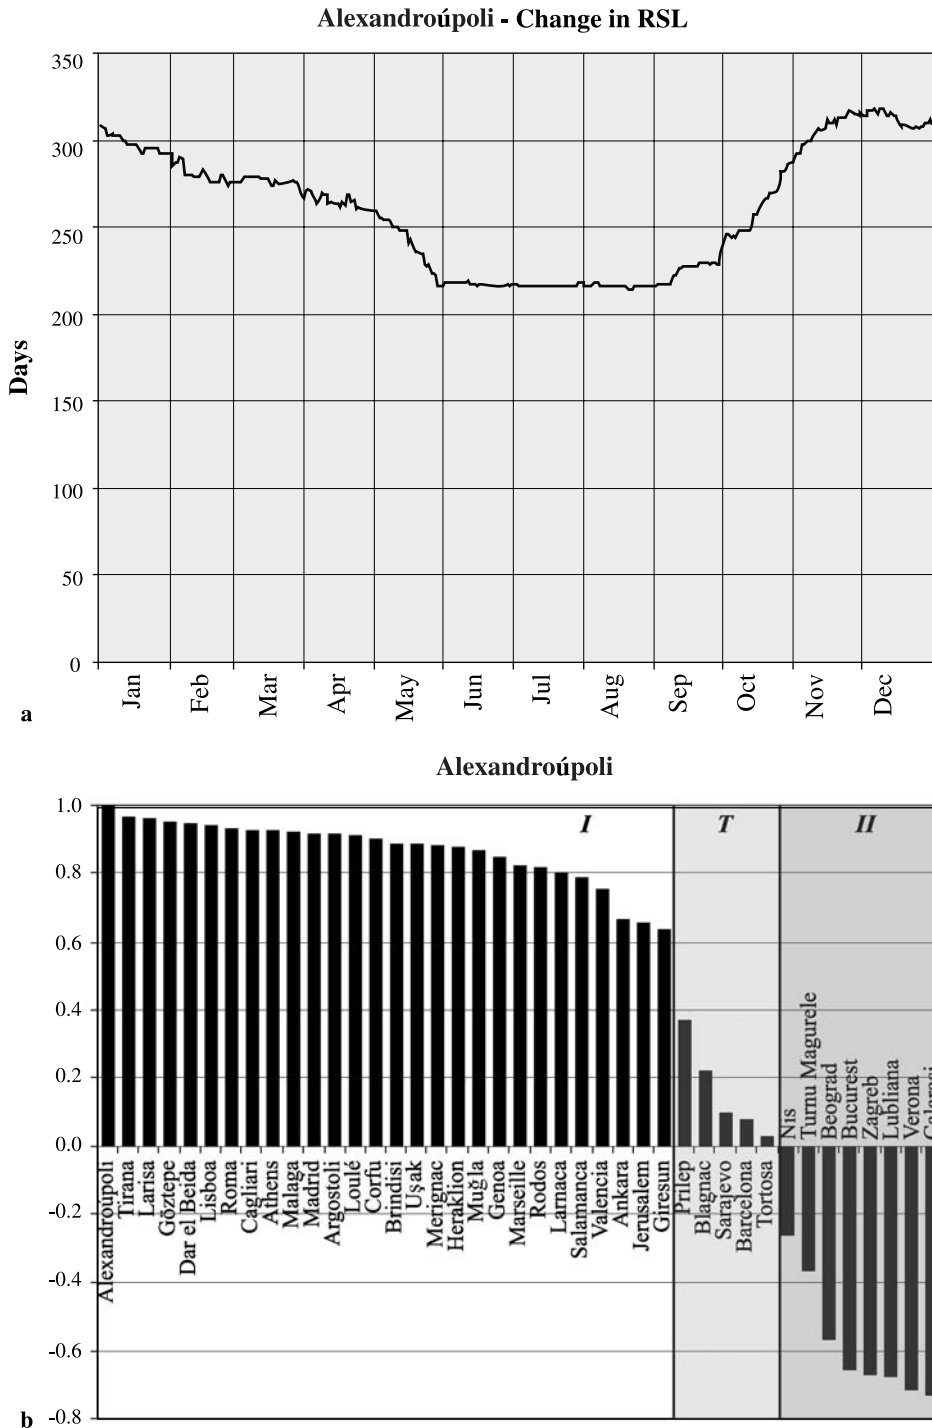 Alexandroúpoli - Change in RSL
350
300
250
200
150
100
50
0
Days
Jan
Feb
Mar
Apr
May
Jun
Jul
Aug
Sep
Oct
Nov
Dec
a
Alexandroúpoli
1.0
0.8
0.6
0.4
0.2
0.0
-0.2
-0.4
-0.6
-0.8
I
T
II
Alexandroúpoli
Tirana
Larisa
Göztepe
Dar el Beida
Lisboa
Roma
Cagliari
Athens
Malaga
Madrid
Argostoli
Loulé
Corfu
Brindisi
Uşak
Merignac
Heraklion
Muğla
Genoa
Marseille
Rodos
Larnaca
Salamanca
Valencia
Ankara
Jerusalem
Giresun
Prilep
Blagnac
Sarajevo
Barcelona
Tortosa
Nis
Turnu Magurele
Beograd
Bucurest
Zagreb
Lubliana
Verona
b